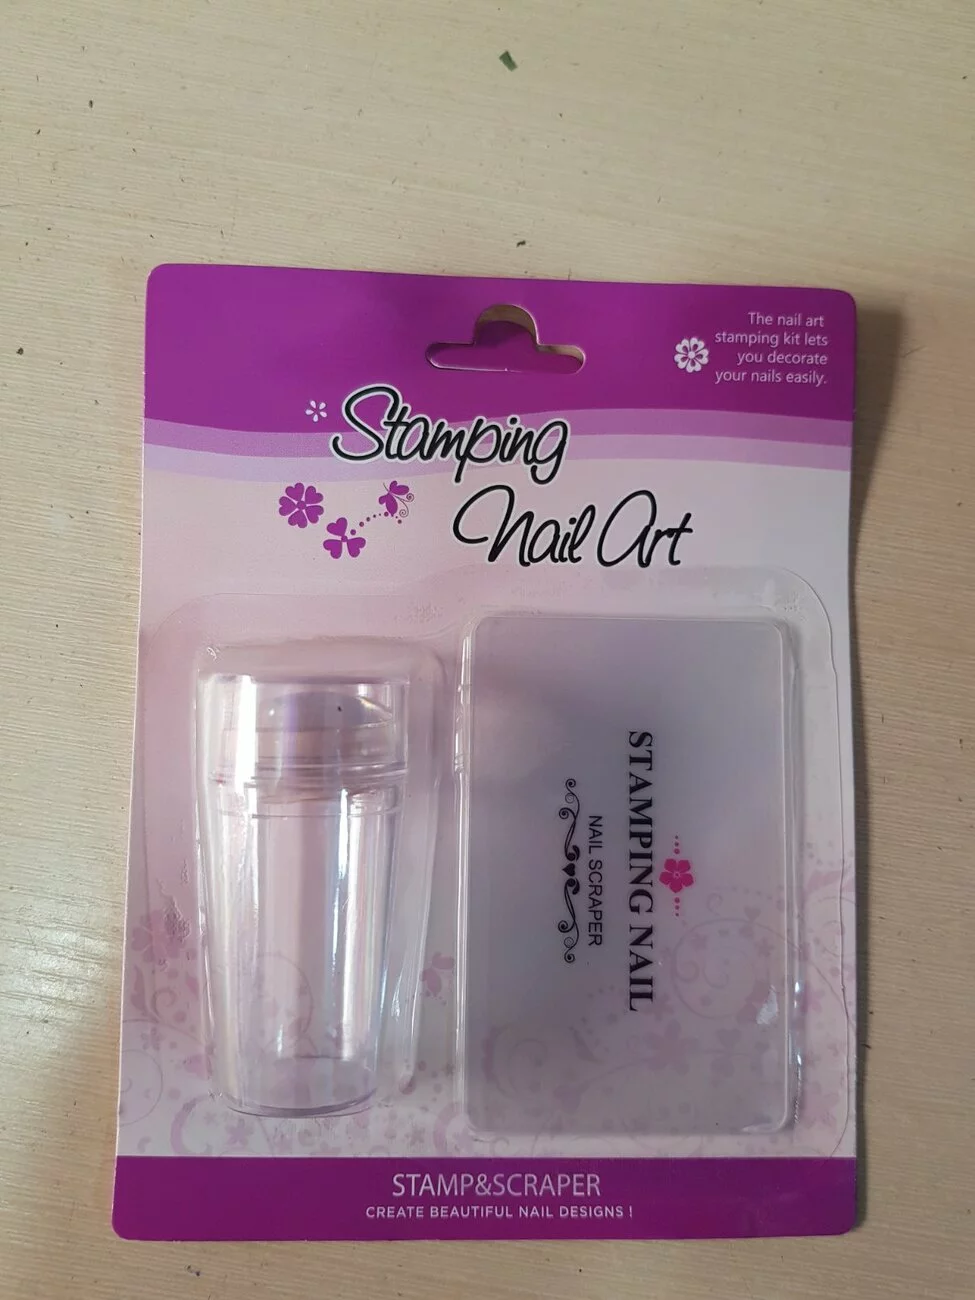 The nail art
stamping kit lets
you decorate
your nails easily.
Stamping
Nail Art
STAMPING NAIL
NAIL SCRAPER
STAMP&SCRAPER
CREATE BEAUTIFUL NAIL DESIGNS !